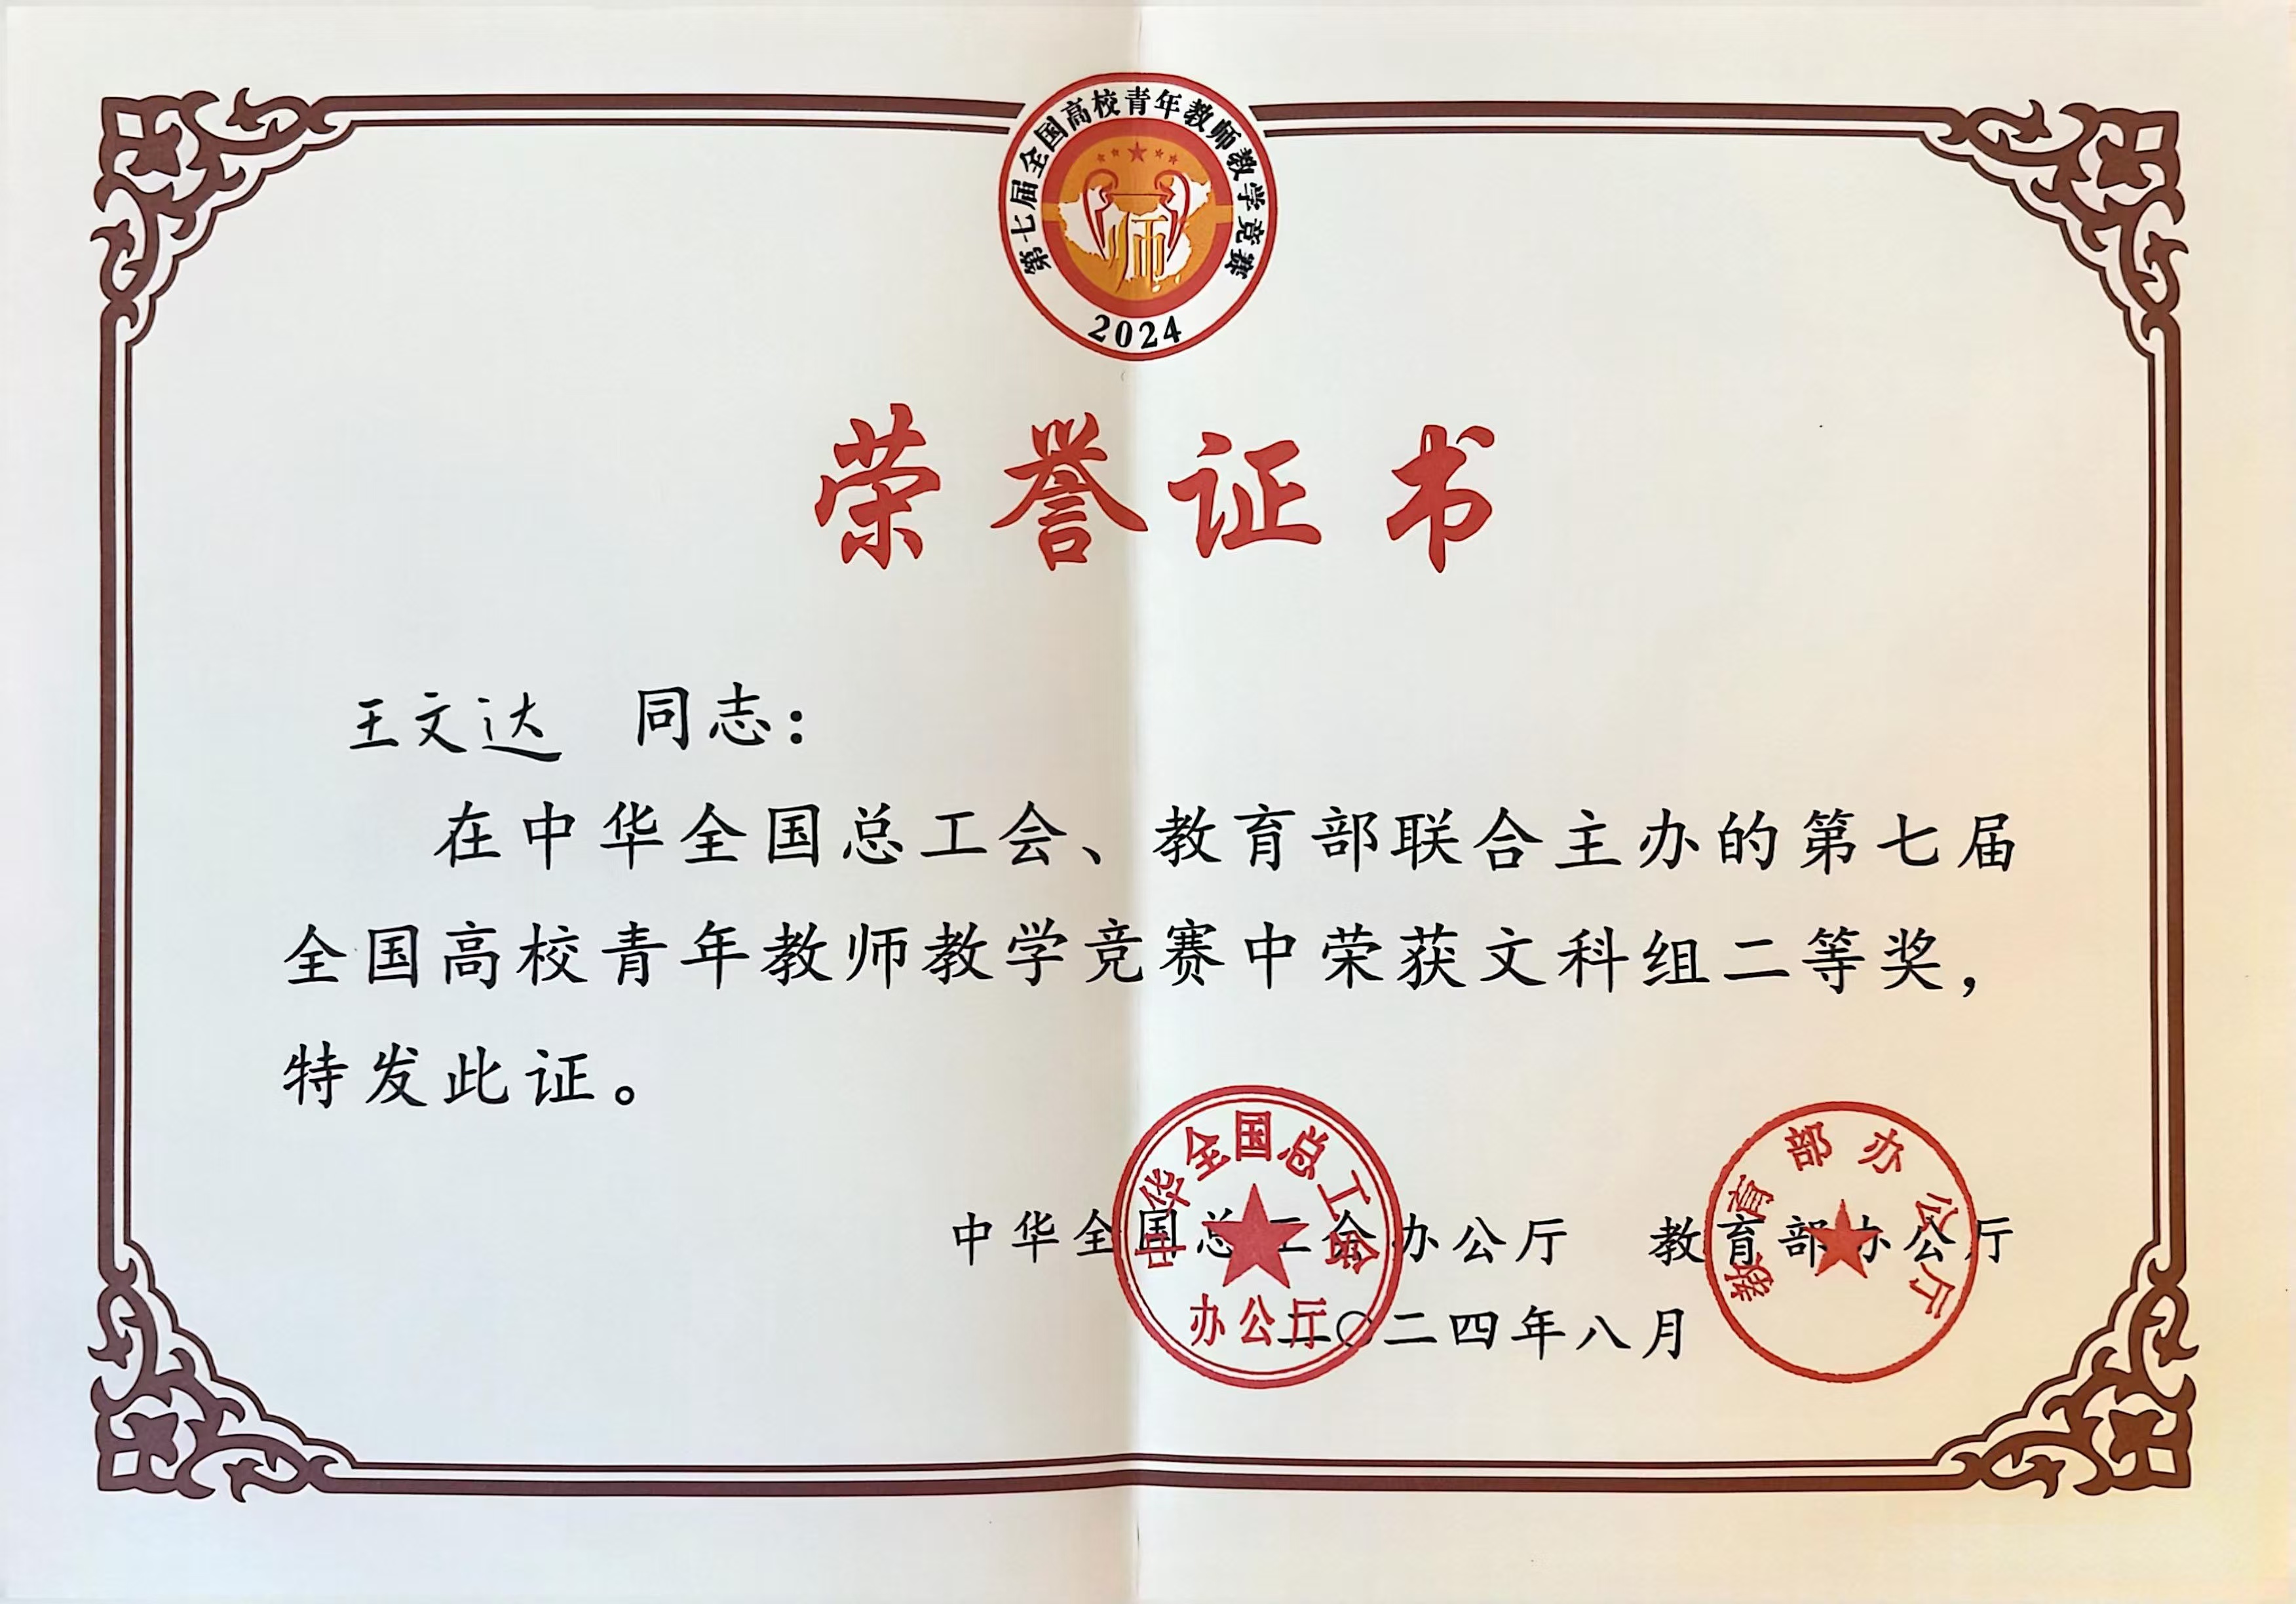 第七届全国高校青年教师教学竞赛
师
2024
荣誉证书
王文达 同志：
在中华全国总工会、教育部联合主办的第七届
全国高校青年教师教学竞赛中荣获文科组二等奖，
特发此证。
中华全国总工会办公厅 教育部办公厅
二〇二四年八月
中华全国总工会
办公厅
教育部办公厅